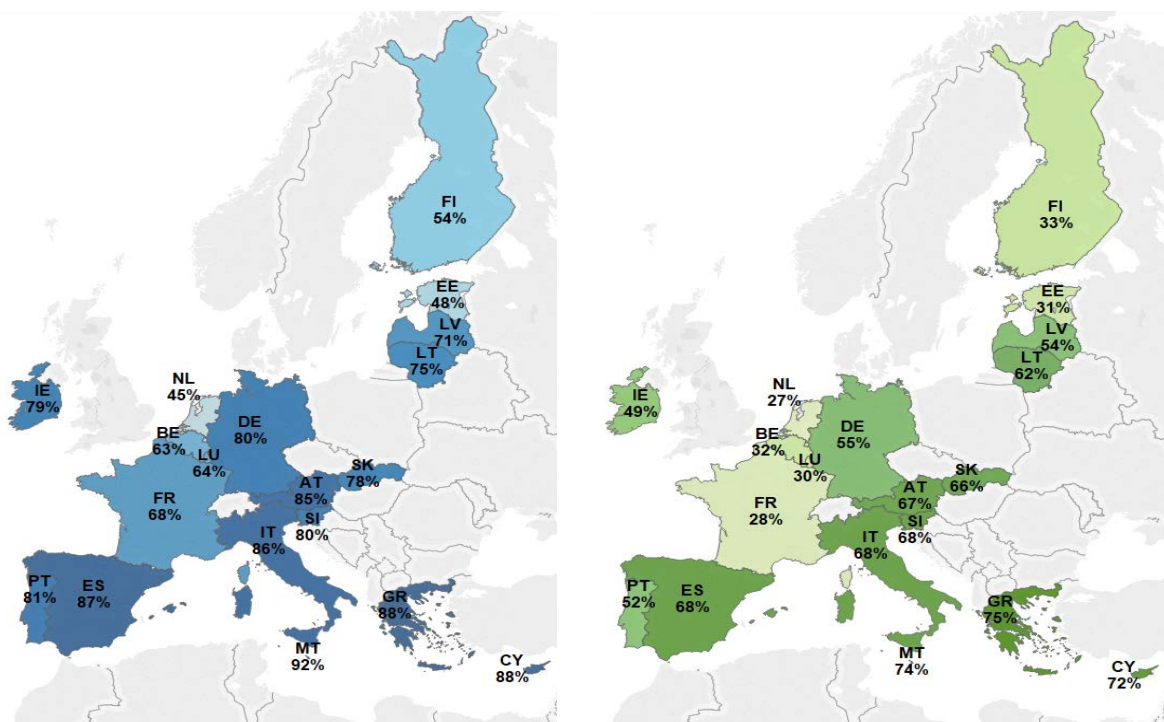 FI
54%
EE
48%
LV
71%
LT
75%
IE
79%
NL
45%
DE
80%
BE
63%
LU
64%
SK
78%
AT
85%
FR
68%
SI
80%
IT
86%
PT
81%
ES
87%
GR
88%
MT
92%
CY
88%
FI
33%
EE
31%
LV
54%
LT
62%
IE
49%
NL
27%
DE
55%
BE
32%
LU
30%
SK
66%
AT
67%
FR
28%
SI
68%
IT
68%
PT
52%
ES
68%
GR
75%
MT
74%
CY
72%